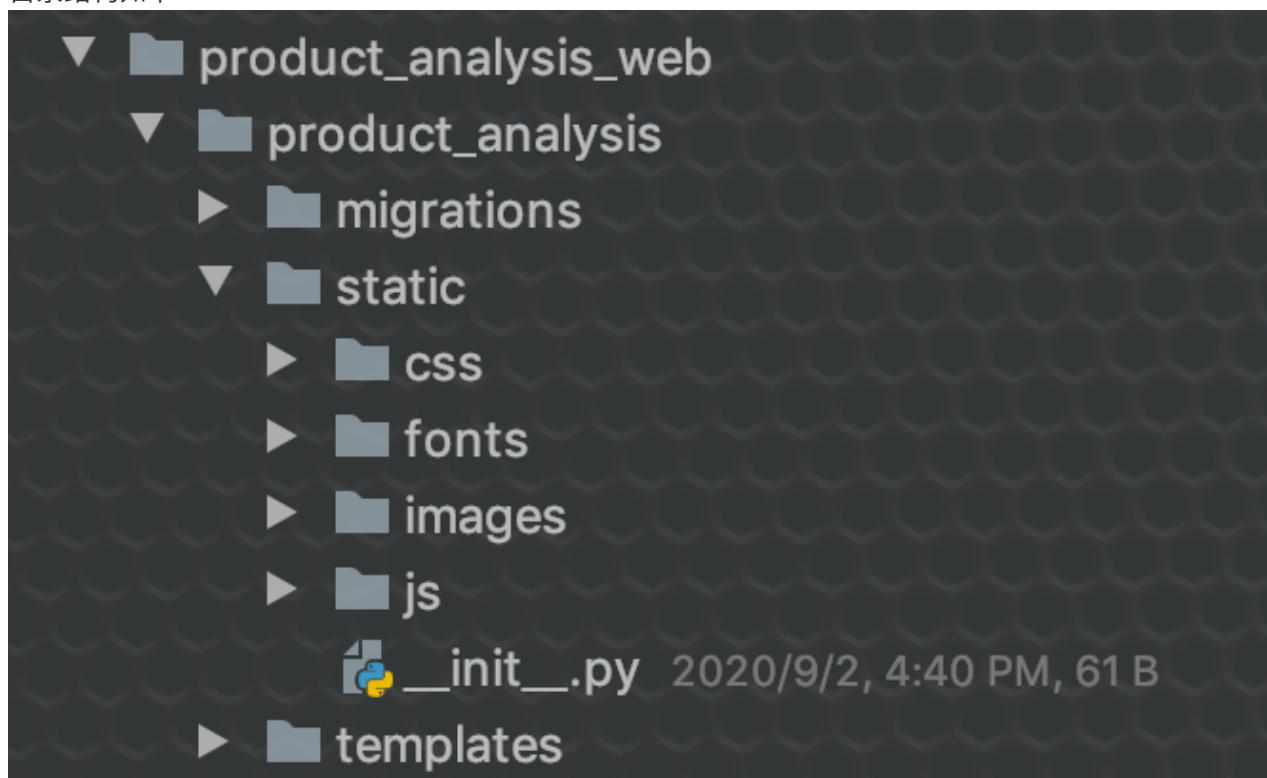 product_analysis_web
product_analysis
migrations
static
css
fonts
images
js
__init__.py 2020/9/2, 4:40 PM, 61 B
templates